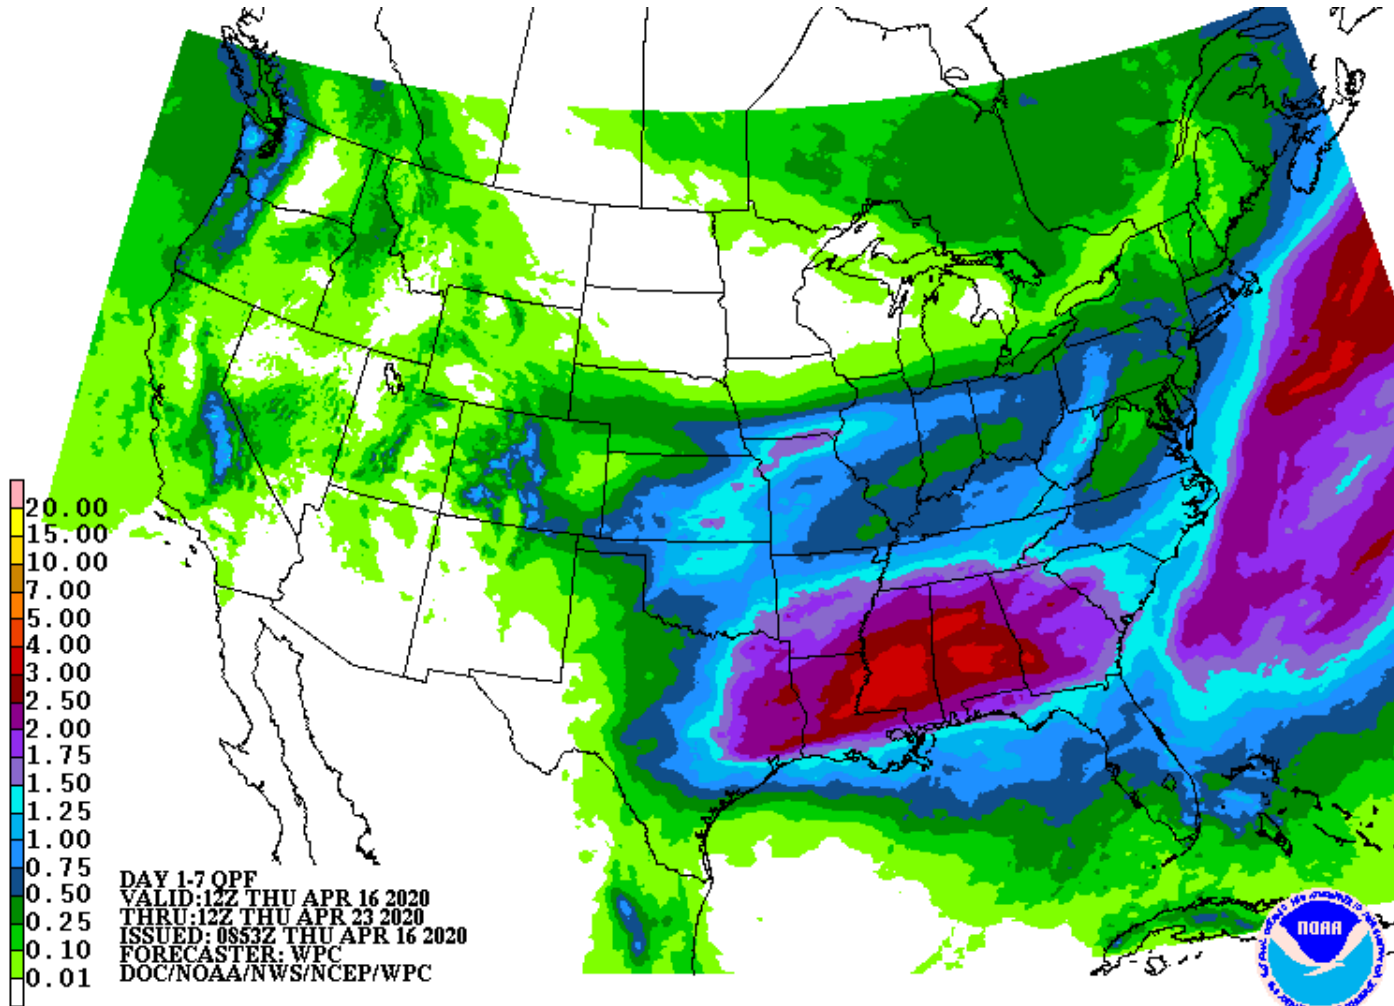 20.00
15.00
10.00
7.00
5.00
4.00
3.00
2.50
2.00
1.75
1.50
1.25
1.00
0.75
0.50
0.25
0.10
0.01
DAY 1-7 QPF
VALID:12Z THU APR 16 2020
THRU:12Z THU APR 23 2020
ISSUED: 0853Z THU APR 16 2020
FORECASTER: WPC
DOC/NOAA/NWS/NCEP/WPC
NOAA